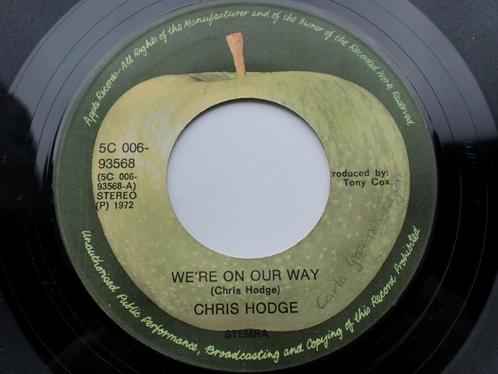 Apple Records-All Rights of the Manufacturer and of the Owner of the Recorded Work Reserved
5C 006-
93568
(5C 006-
93568-A)
STEREO
(P) 1972
roduced by:
Tony Cox
WE'RE ON OUR WAY
(Chris Hodge)
CHRIS HODGE
STEMRA
Carla
Unauthorised Public Performance, Broadcasting and Copying of this Record Prohibited